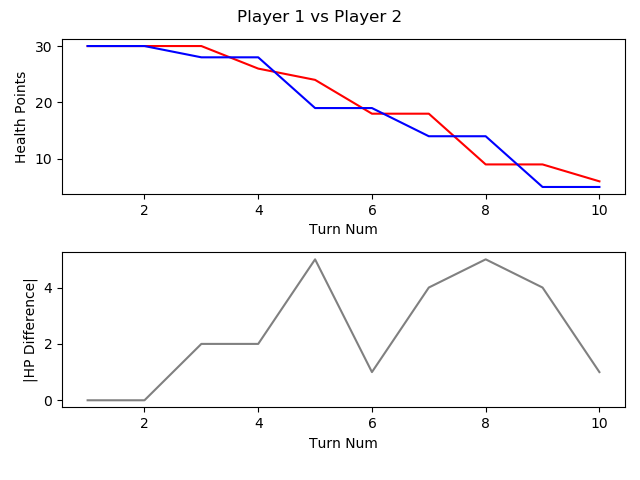 Player 1 vs Player 2
30
20
10
Health Points
2 4 6 8 10
Turn Num
4
2
0
|HP Difference|
2 4 6 8 10
Turn Num